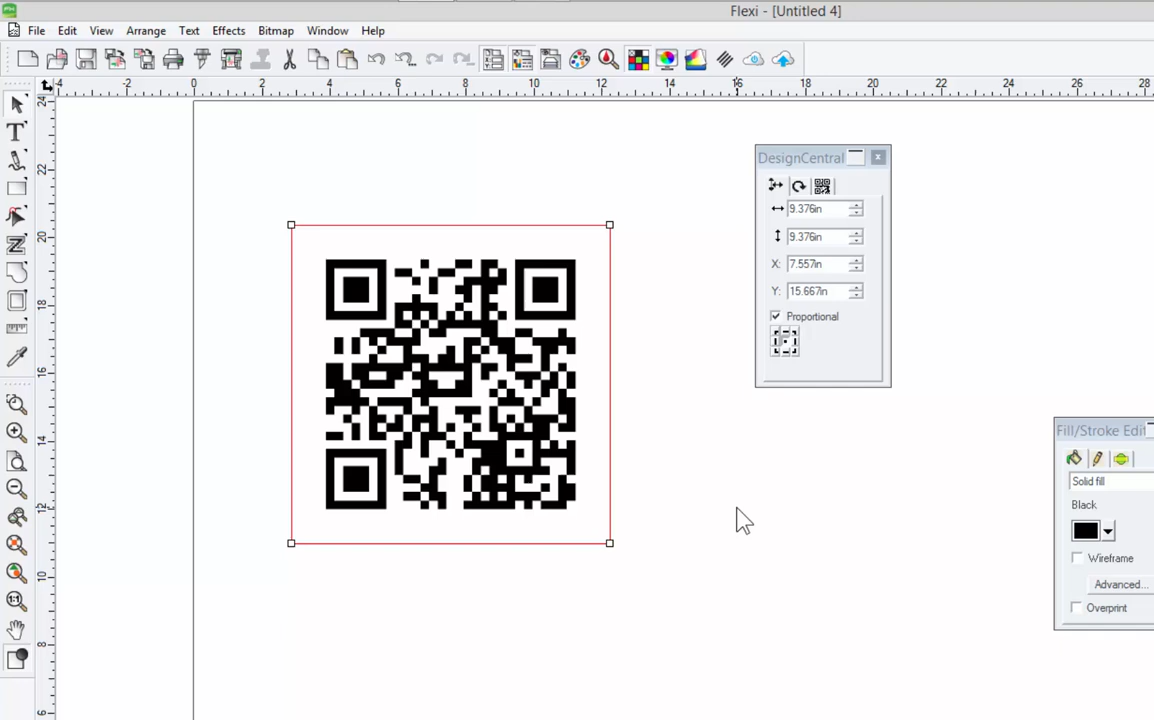 Flexi - [Untitled 4]
File Edit View Arrange Text Effects Bitmap Window Help
-4 -2 0 2 4 6 8 10 12 14 16 18 20 22 24 26 28
24
22
20
18
16
14
12
10
8
6
DesignCentral
9.376in
9.376in
X: 7.557in
Y: 15.667in
Proportional
Fill/Stroke Edit
Solid fill
Black
Wireframe
Advanced...
Overprint